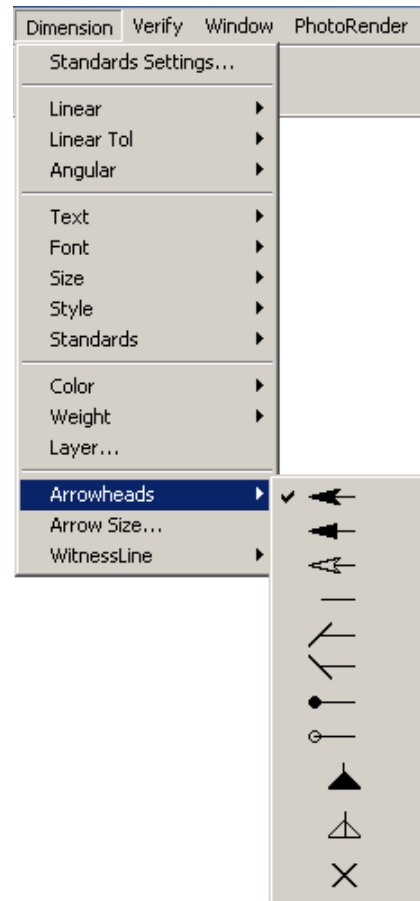 Dimension Verify Window PhotoRender
Standards Settings...
Linear
Linear Tol
Angular
Text
Font
Size
Style
Standards
Color
Weight
Layer...
Arrowheads
Arrow Size...
WitnessLine